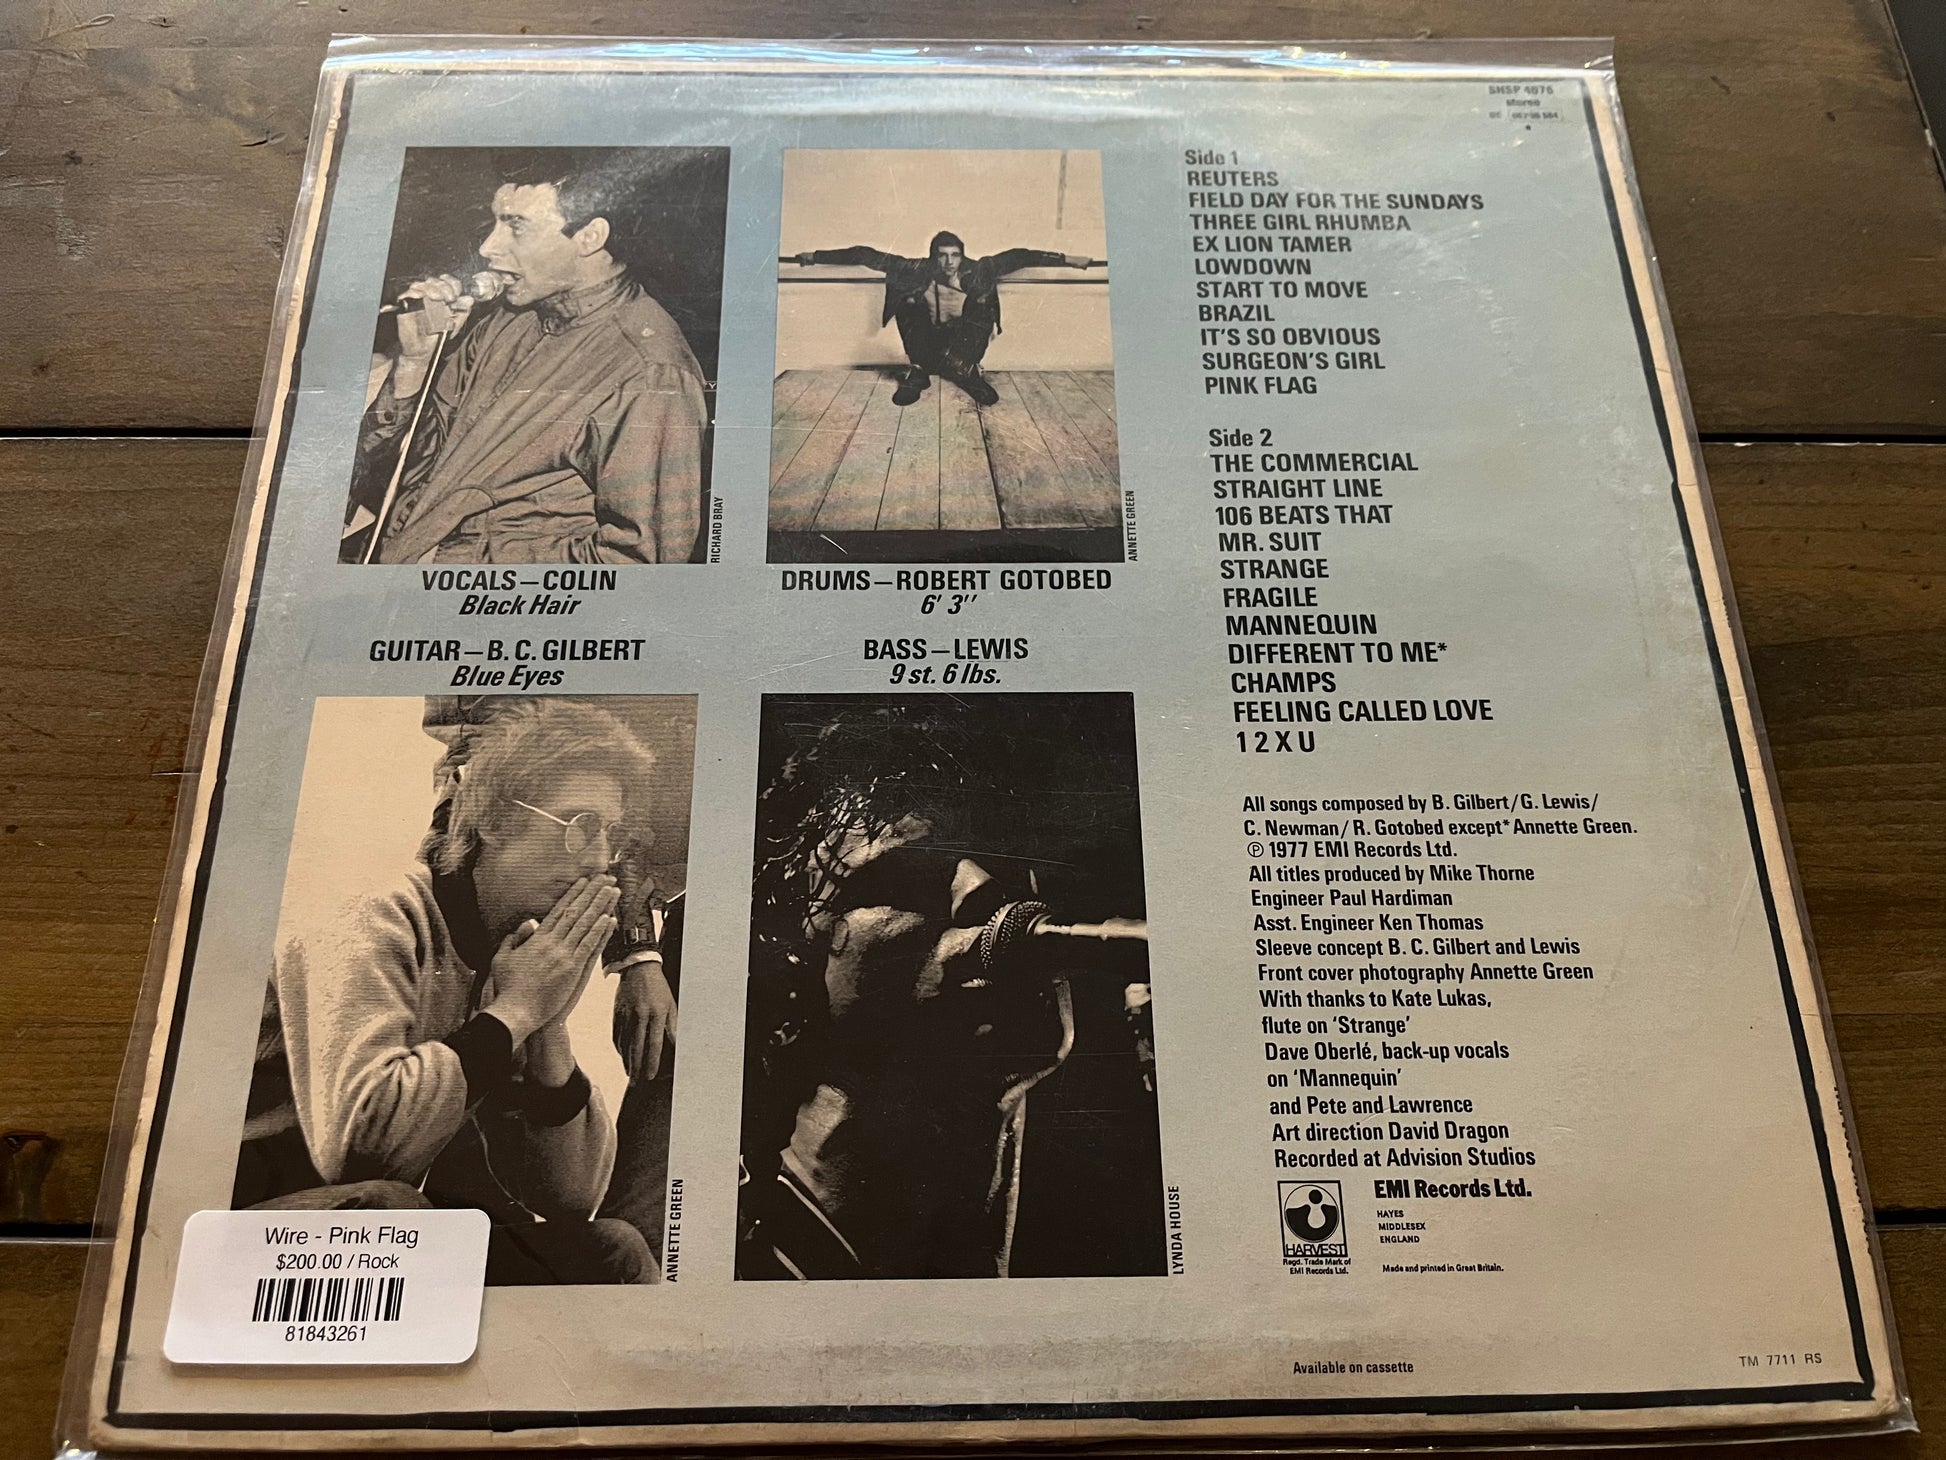 SHSP 4076
stereo
Side 1
REUTERS
FIELD DAY FOR THE SUNDAYS
THREE GIRL RHUMBA
EX LION TAMER
LOWDOWN
START TO MOVE
BRAZIL
IT'S SO OBVIOUS
SURGEON'S GIRL
PINK FLAG
Side 2
THE COMMERCIAL
STRAIGHT LINE
106 BEATS THAT
MR. SUIT
STRANGE
FRAGILE
MANNEQUIN
DIFFERENT TO ME*
CHAMPS
FEELING CALLED LOVE
1 2 X U
RICHARD BRAY
ANNETTE GREEN
VOCALS—COLIN
Black Hair
DRUMS—ROBERT GOTOBED
6' 3''
GUITAR—B. C. GILBERT
Blue Eyes
BASS—LEWIS
9 st. 6 lbs.
ANNETTE GREEN
LYNDA HOUSE
All songs composed by B. Gilbert/G. Lewis/
C. Newman/ R. Gotobed except* Annette Green.
℗ 1977 EMI Records Ltd.
All titles produced by Mike Thorne
Engineer Paul Hardiman
Asst. Engineer Ken Thomas
Sleeve concept B. C. Gilbert and Lewis
Front cover photography Annette Green
With thanks to Kate Lukas,
flute on 'Strange'
Dave Oberlé, back-up vocals
on 'Mannequin'
and Pete and Lawrence
Art direction David Dragon
Recorded at Advision Studios
EMI Records Ltd.
HAYES
MIDDLESEX
ENGLAND
HARVEST
Regd. Trade Mark of
EMI Records Ltd.
Made and printed in Great Britain.
Wire - Pink Flag
$200.00 / Rock
81843261
Available on cassette
TM 7711 RS